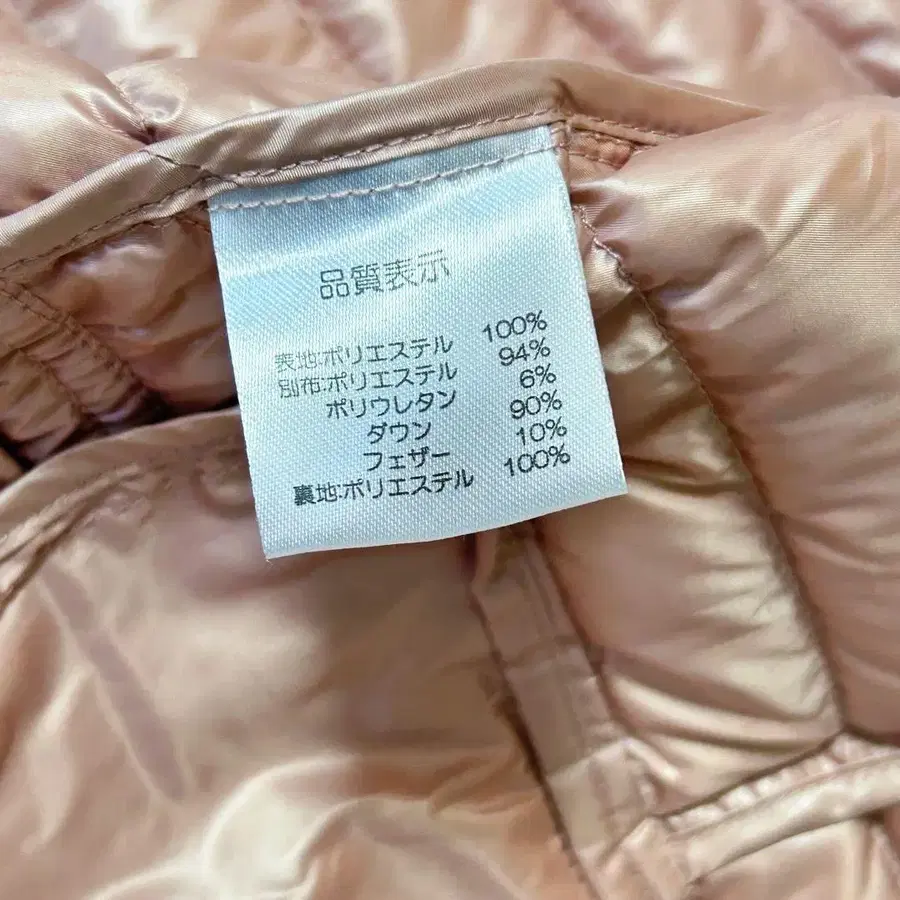 品質表示
表地:ポリエステル 100%
別布:ポリエステル 94%
ポリウレタン 6%
ダウン 90%
フェザー 10%
裏地:ポリエステル 100%